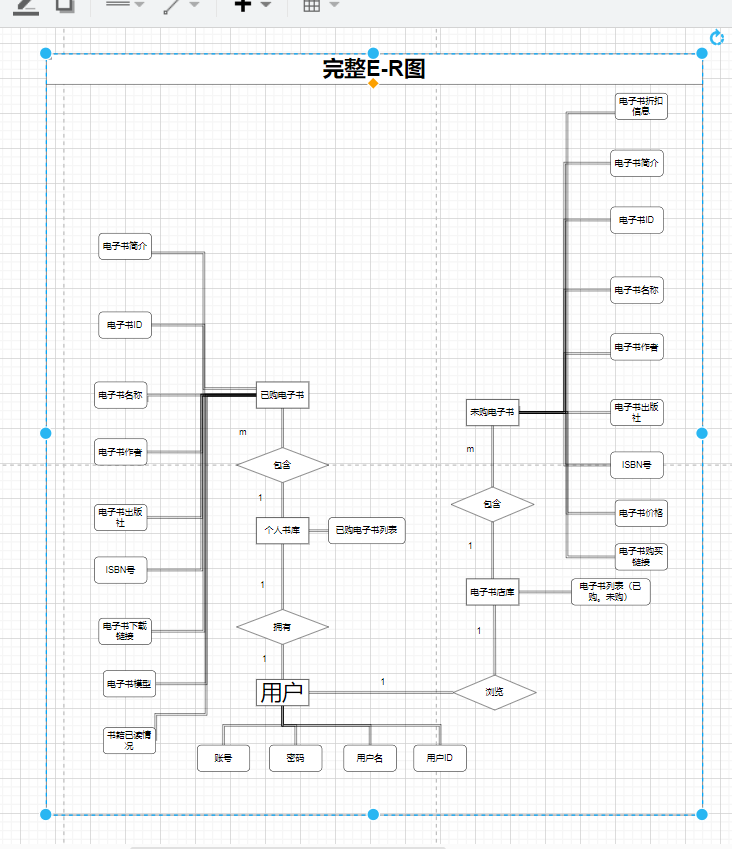 完整E-R图
电子书折扣
信息
电子书简介
电子书ID
电子书简介
电子书名称
电子书ID
电子书作者
电子书名称
已购电子书
未购电子书
电子书出版
社
m
m
电子书作者
包含
ISBN号
1
包含
电子书出版
社
电子书价格
个人书库
已购电子书列表
1
电子书购买
链接
ISBN号
1
电子书店库
电子书列表（已
购。未购）
电子书下载
链接
拥有
1
1
电子书模型
用户
1
浏览
书籍已读情
况
账号
密码
用户名
用户ID